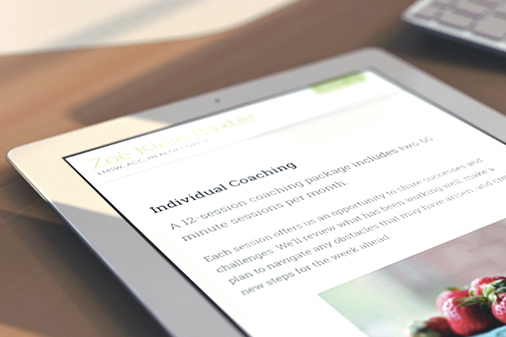 Zoë Klein Baxter
LMSW, ACC, HEALTH COACH
Individual Coaching
A 12-session coaching package includes two 60
minute sessions per month.
Each session offers us an opportunity to share successes and
challenges. We'll review what has been working well, make a
plan to navigate any obstacles that may have arisen, and
new steps for the week ahead